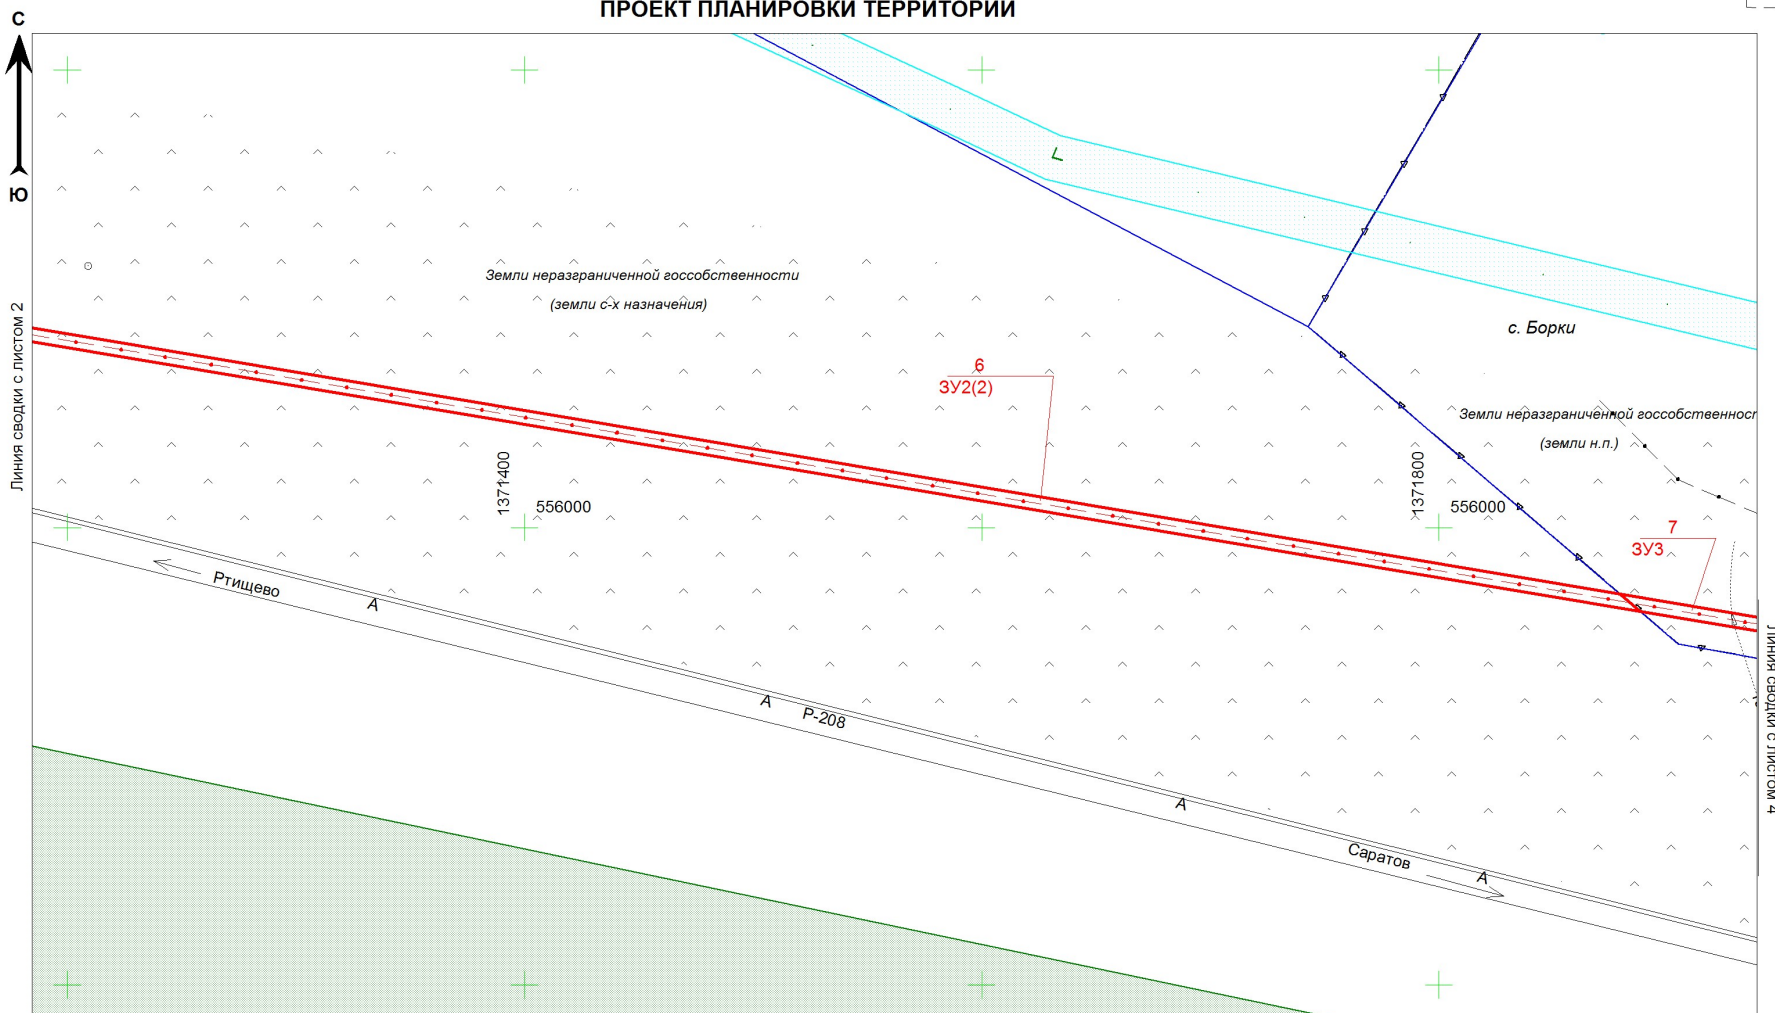 ПРОЕКТ ПЛАНИРОВКИ ТЕРРИТОРИИ
С
Ю
Линия сводки с листом 2
Земли неразграниченной госсобственности
(земли с-х назначения)
с. Борки
6
ЗУ2(2)
Земли неразграниченной госсобственност
(земли н.п.)
1371400
556000
1371800
556000
7
ЗУ3
Ртищево
А
А
Р-208
А
Саратов
А
Линия сводки с листом 4